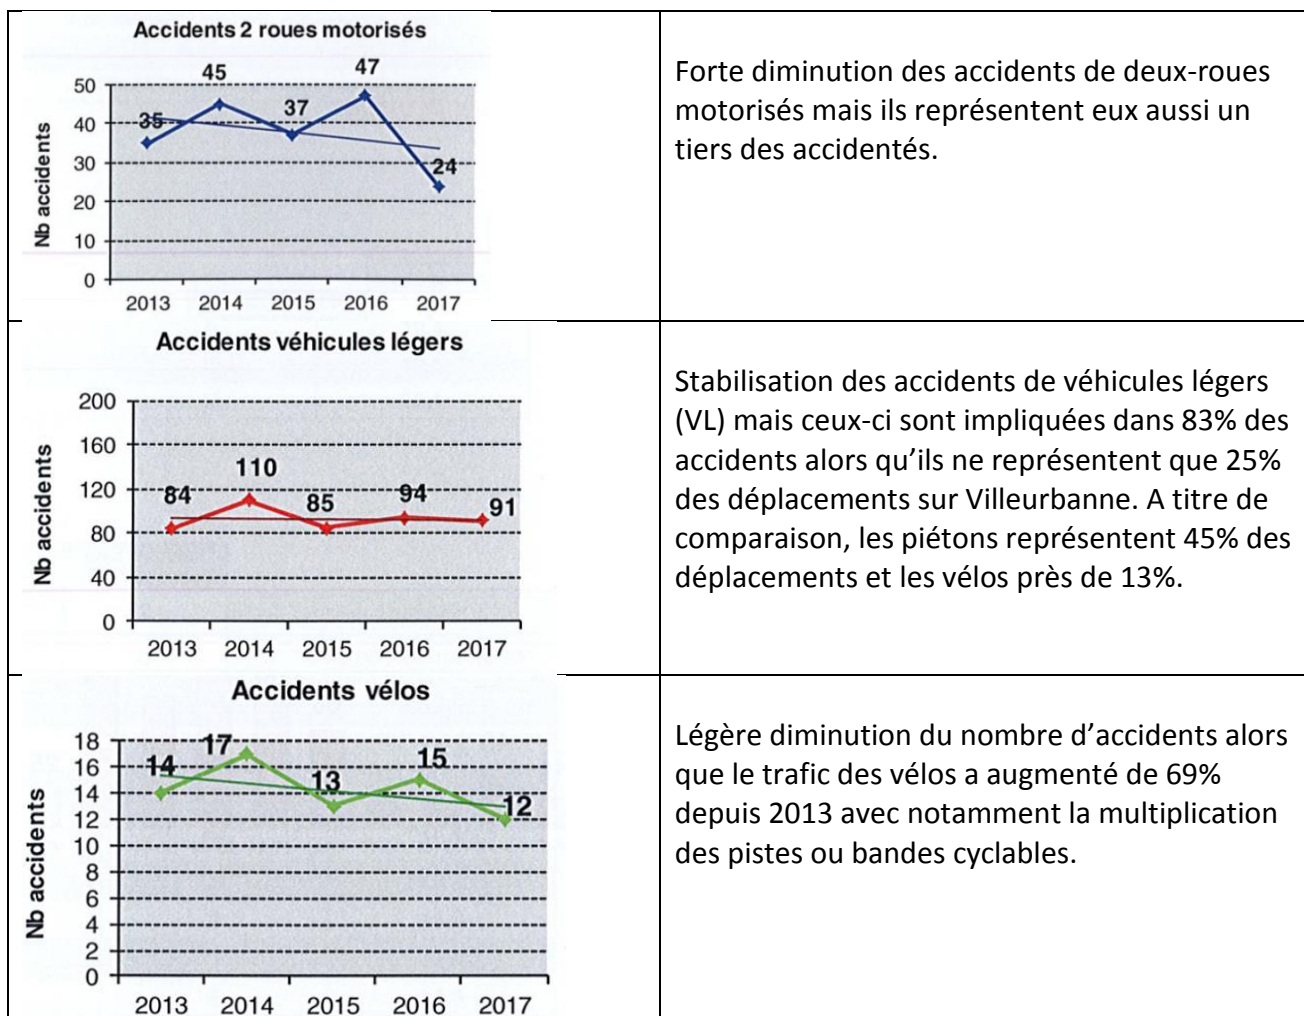 Accidents 2 roues motorisés
Nb accidents
50
40
30
20
10
0
35
45
37
47
24
2013 2014 2015 2016 2017
Forte diminution des accidents de deux-roues
motorisés mais ils représentent eux aussi un
tiers des accidentés.
Accidents véhicules légers
Nb accidents
200
160
120
80
40
0
84
110
85
94
91
2013 2014 2015 2016 2017
Stabilisation des accidents de véhicules légers
(VL) mais ceux-ci sont impliquées dans 83% des
accidents alors qu’ils ne représentent que 25%
des déplacements sur Villeurbanne. A titre de
comparaison, les piétons représentent 45% des
déplacements et les vélos près de 13%.
Accidents vélos
Nb accidents
18
16
14
12
10
8
6
4
2
0
14
17
13
15
12
2013 2014 2015 2016 2017
Légère diminution du nombre d’accidents alors
que le trafic des vélos a augmenté de 69%
depuis 2013 avec notamment la multiplication
des pistes ou bandes cyclables.